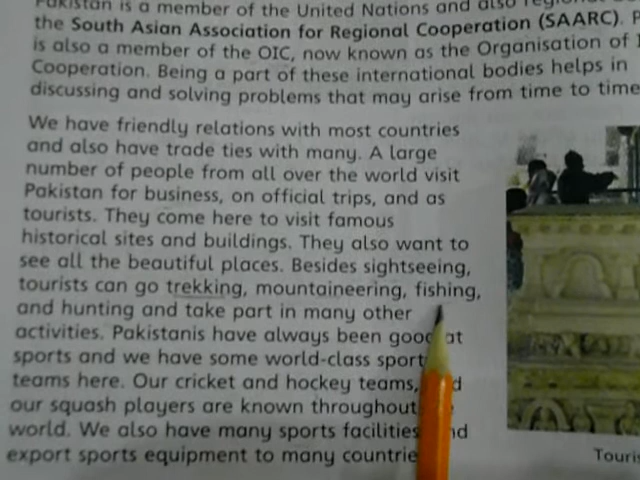 Pakistan is a member of the United Nations and also
the South Asian Association for Regional Cooperation (SAARC).
is also a member of the OIC, now known as the Organisation of
Cooperation. Being a part of these international bodies helps in
discussing and solving problems that may arise from time to time
We have friendly relations with most countries
and also have trade ties with many. A large
number of people from all over the world visit
Pakistan for business, on official trips, and as
tourists. They come here to visit famous
historical sites and buildings. They also want to
see all the beautiful places. Besides sightseeing,
tourists can go trekking, mountaineering, fishing,
and hunting and take part in many other
activities. Pakistanis have always been good at
sports and we have some world-class sport
teams here. Our cricket and hockey teams,
our squash players are known throughout
world. We also have many sports facilities
export sports equipment to many countrie
Touris